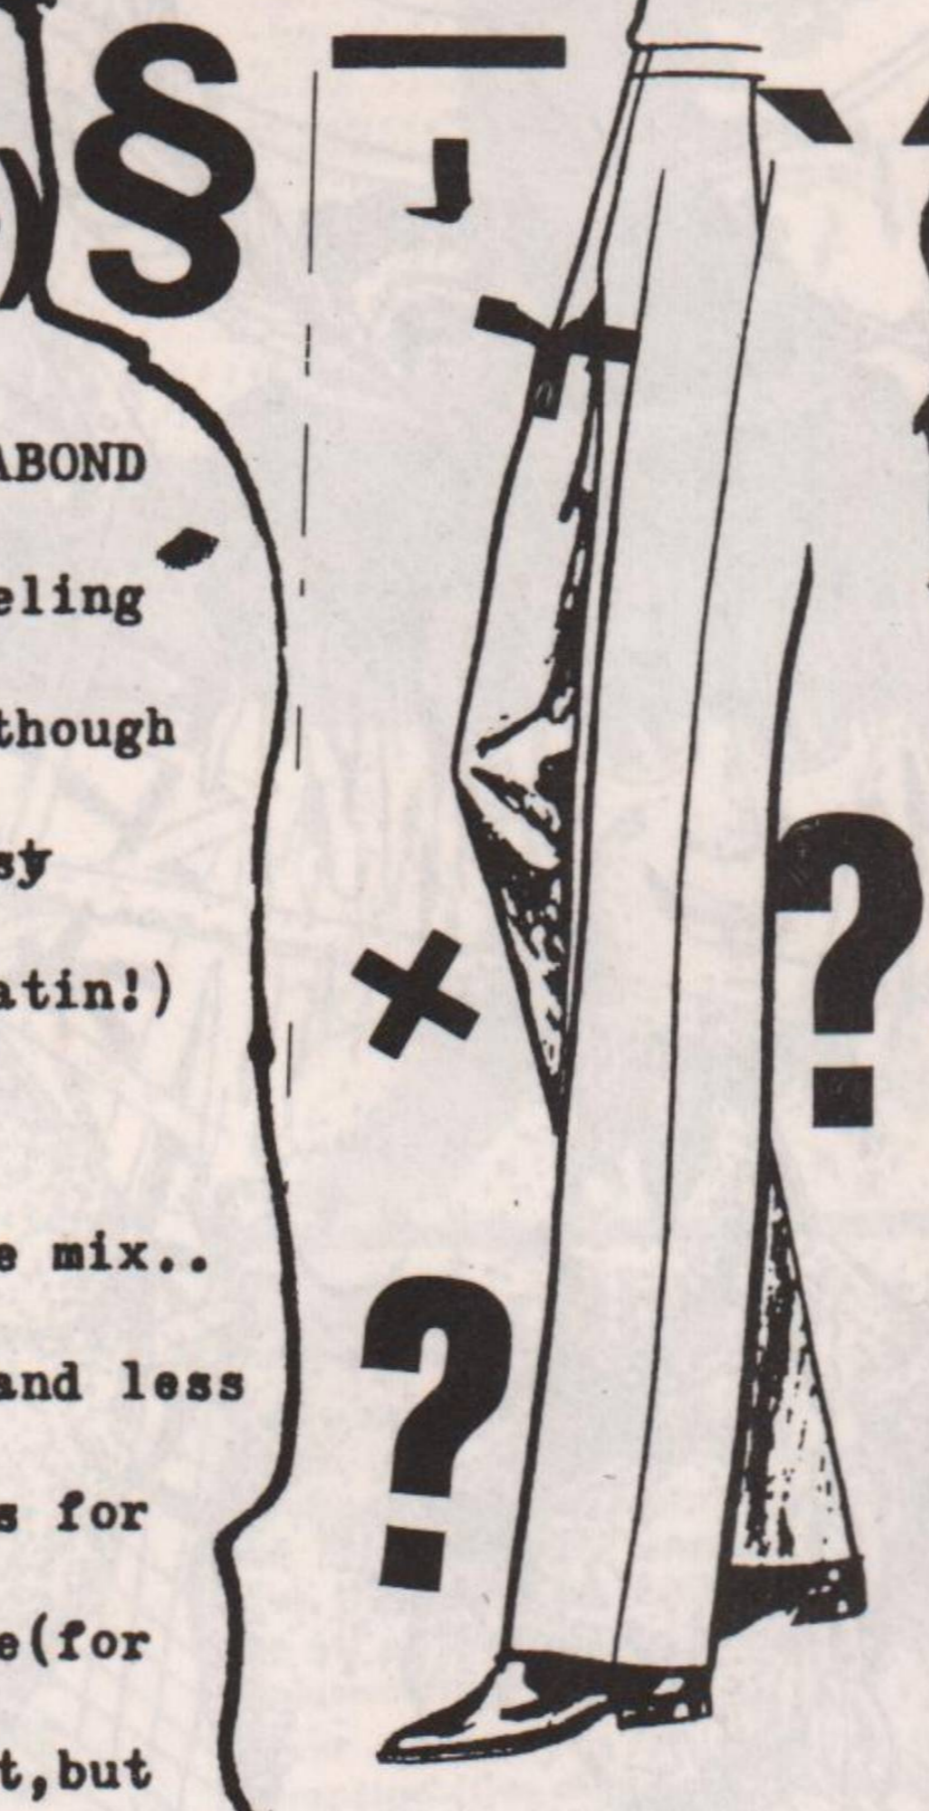 §
ABOND
eling
though
sy
atin!)
?
e mix..
and less
?
s for
e(for
t,but